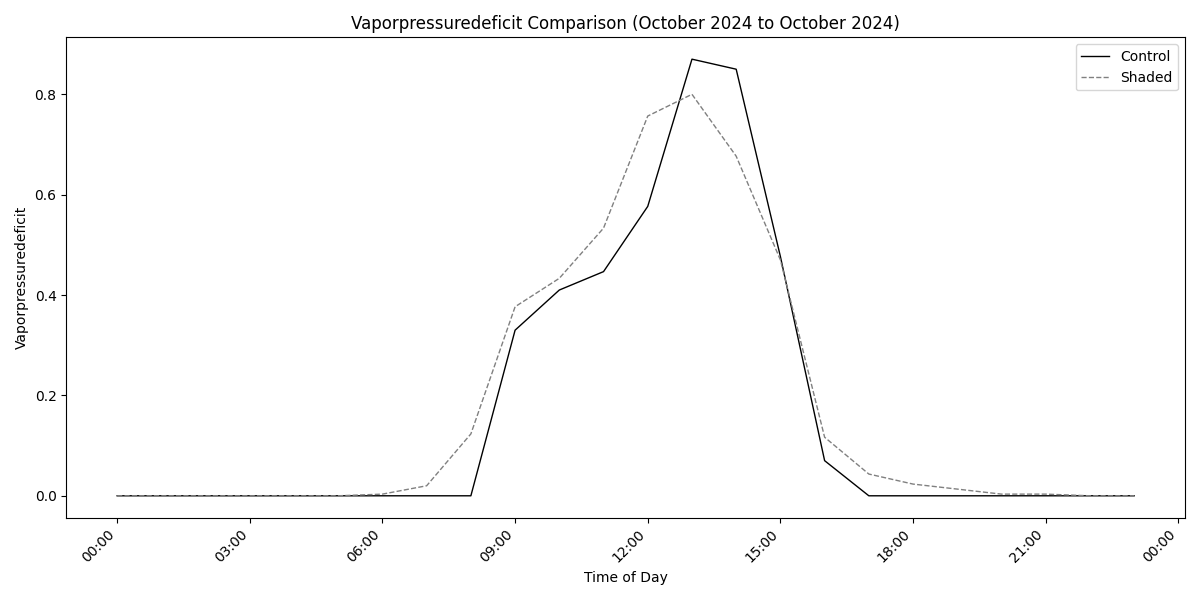 Vaporpressuredeficit Comparison (October 2024 to October 2024)
Control
Shaded
Vaporpressuredeficit
0.8
0.6
0.4
0.2
0.0
00:00
03:00
06:00
09:00
12:00
15:00
18:00
21:00
00:00
Time of Day